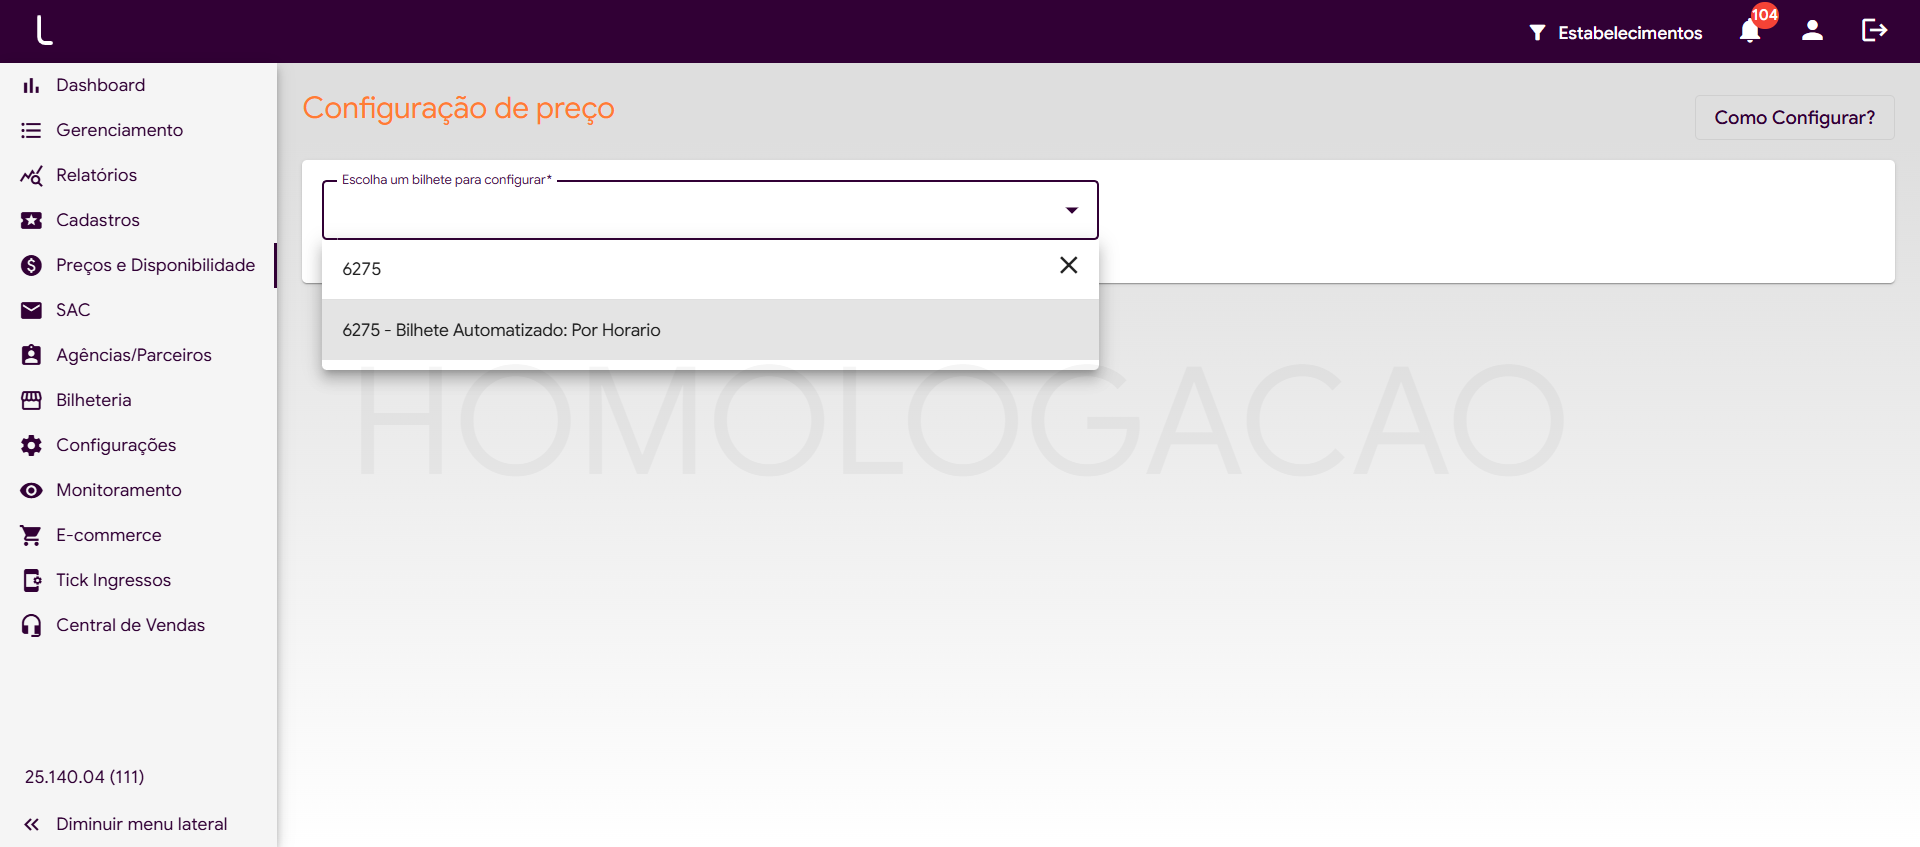 Estabelecimentos
104
Dashboard
Gerenciamento
Relatórios
Cadastros
Preços e Disponibilidade
SAC
Agências/Parceiros
Bilheteria
Configurações
Monitoramento
E-commerce
Tick Ingressos
Central de Vendas
25.140.04 (111)
Diminuir menu lateral
Configuração de preço
Como Configurar?
Escolha um bilhete para configurar*
6275
6275 - Bilhete Automatizado: Por Horario
HOMOLOGACAO